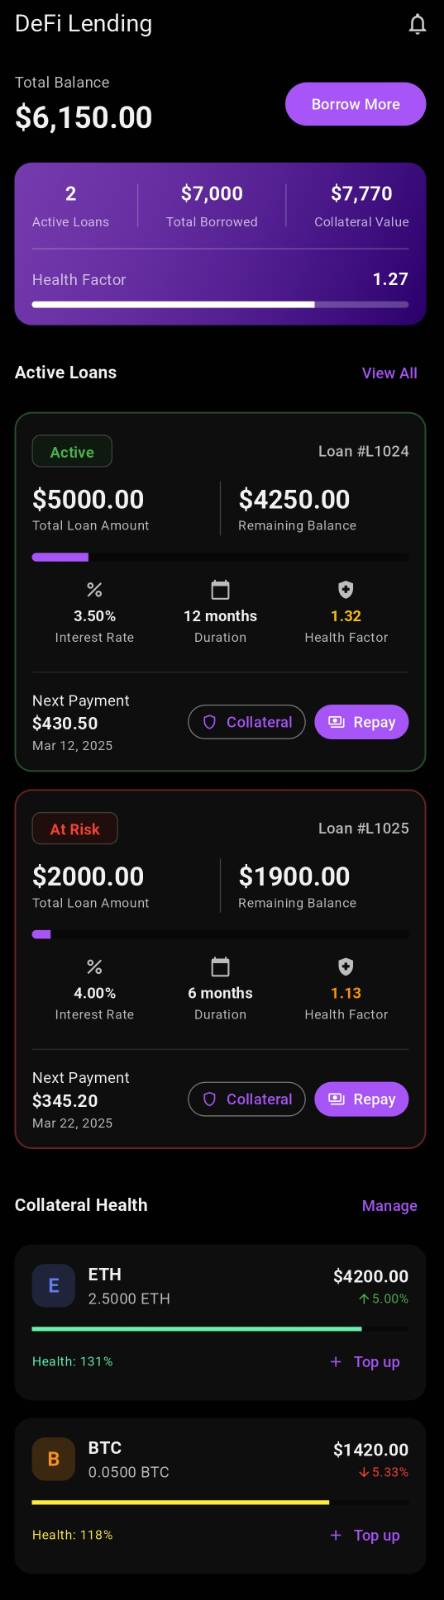 DeFi Lending
Total Balance
$6,150.00
Borrow More
2
Active Loans
$7,000
Total Borrowed
$7,770
Collateral Value
Health Factor
1.27
Active Loans
View All
Active
Loan #L1024
$5000.00
Total Loan Amount
$4250.00
Remaining Balance
3.50%
Interest Rate
12 months
Duration
1.32
Health Factor
Next Payment
$430.50
Mar 12, 2025
Collateral
Repay
At Risk
Loan #L1025
$2000.00
Total Loan Amount
$1900.00
Remaining Balance
4.00%
Interest Rate
6 months
Duration
1.13
Health Factor
Next Payment
$345.20
Mar 22, 2025
Collateral
Repay
Collateral Health
Manage
E
ETH
2.5000 ETH
$4200.00
↑5.00%
Health: 131%
+ Top up
B
BTC
0.0500 BTC
$1420.00
↓5.33%
Health: 118%
+ Top up